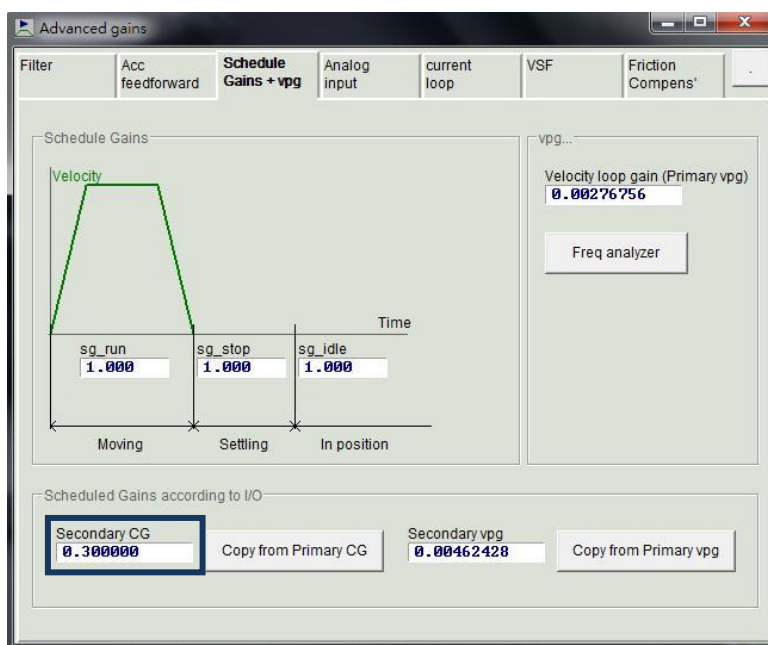 Advanced gains
Filter
Acc
feedforward
Schedule
Gains + vpg
Analog
input
current
loop
VSF
Friction
Compens'
.
Schedule Gains
Velocity
Time
sg_run
1.000
sg_stop
1.000
sg_idle
1.000
Moving
Settling
In position
vpg...
Velocity loop gain (Primary vpg)
0.00276756
Freq analyzer
Scheduled Gains according to I/O
Secondary CG
0.300000
Copy from Primary CG
Secondary vpg
0.00462428
Copy from Primary vpg